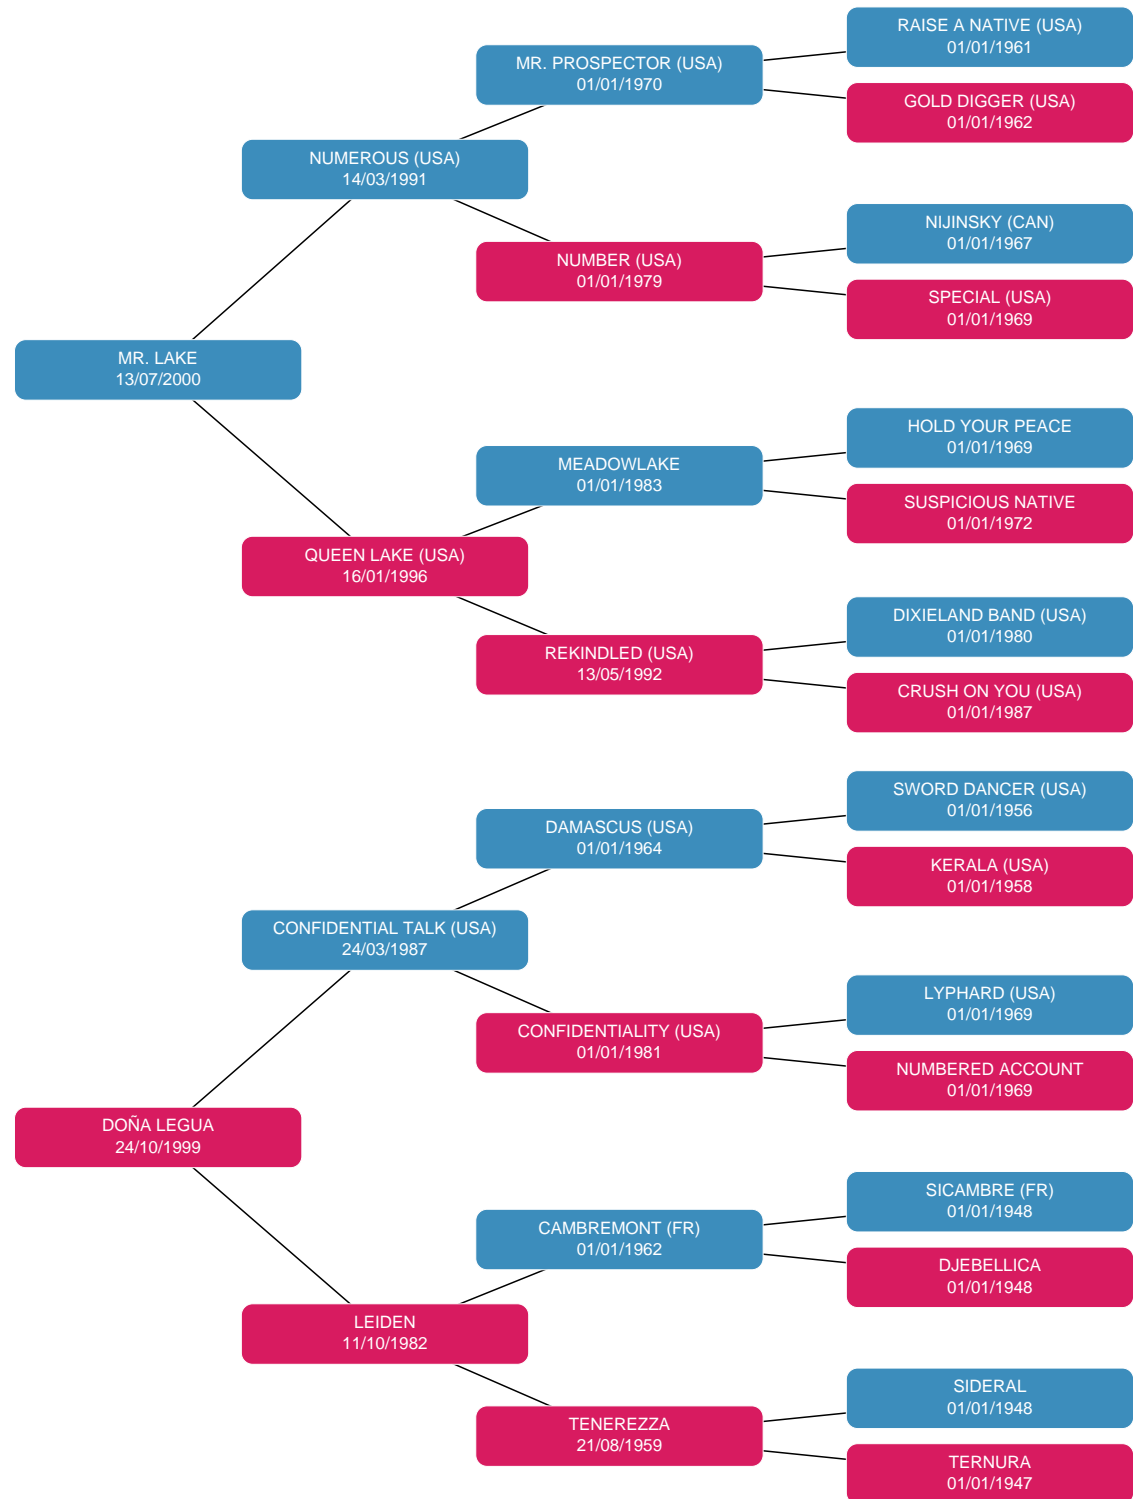 RAISE A NATIVE (USA)
01/01/1961
MR. PROSPECTOR (USA)
01/01/1970
GOLD DIGGER (USA)
01/01/1962
NUMEROUS (USA)
14/03/1991
NIJINSKY (CAN)
01/01/1967
NUMBER (USA)
01/01/1979
SPECIAL (USA)
01/01/1969
MR. LAKE
13/07/2000
HOLD YOUR PEACE
01/01/1969
MEADOWLAKE
01/01/1983
SUSPICIOUS NATIVE
01/01/1972
QUEEN LAKE (USA)
16/01/1996
DIXIELAND BAND (USA)
01/01/1980
REKINDLED (USA)
13/05/1992
CRUSH ON YOU (USA)
01/01/1987
SWORD DANCER (USA)
01/01/1956
DAMASCUS (USA)
01/01/1964
KERALA (USA)
01/01/1958
CONFIDENTIAL TALK (USA)
24/03/1987
LYPHARD (USA)
01/01/1969
CONFIDENTIALITY (USA)
01/01/1981
NUMBERED ACCOUNT
01/01/1969
DOÑA LEGUA
24/10/1999
SICAMBRE (FR)
01/01/1948
CAMBREMONT (FR)
01/01/1962
DJEBELLICA
01/01/1948
LEIDEN
11/10/1982
SIDERAL
01/01/1948
TENEREZZA
21/08/1959
TERNURA
01/01/1947